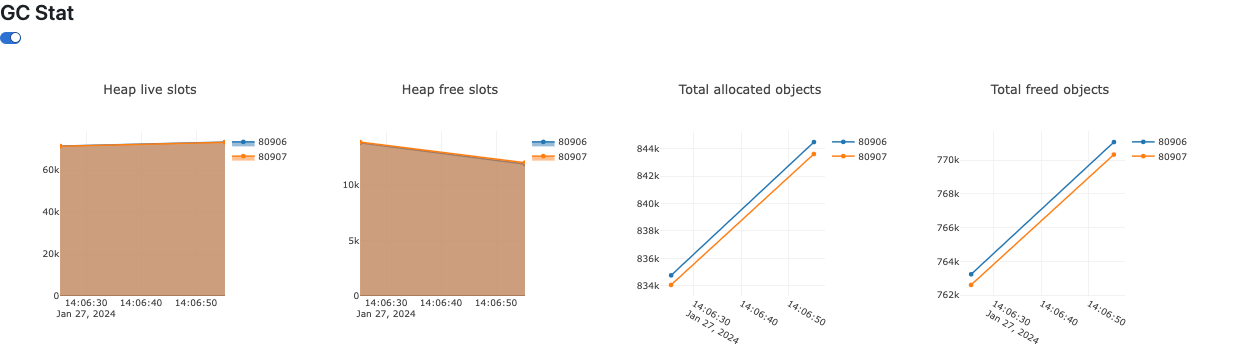 GC Stat
Heap live slots
60k
40k
20k
0
14:06:30 14:06:40 14:06:50
Jan 27, 2024
80906
80907
Heap free slots
10k
5k
0
14:06:30 14:06:40 14:06:50
Jan 27, 2024
80906
80907
Total allocated objects
844k
842k
840k
838k
836k
834k
14:06:30 14:06:40 14:06:50
Jan 27, 2024
80906
80907
Total freed objects
770k
768k
766k
764k
762k
14:06:30 14:06:40 14:06:50
Jan 27, 2024
80906
80907